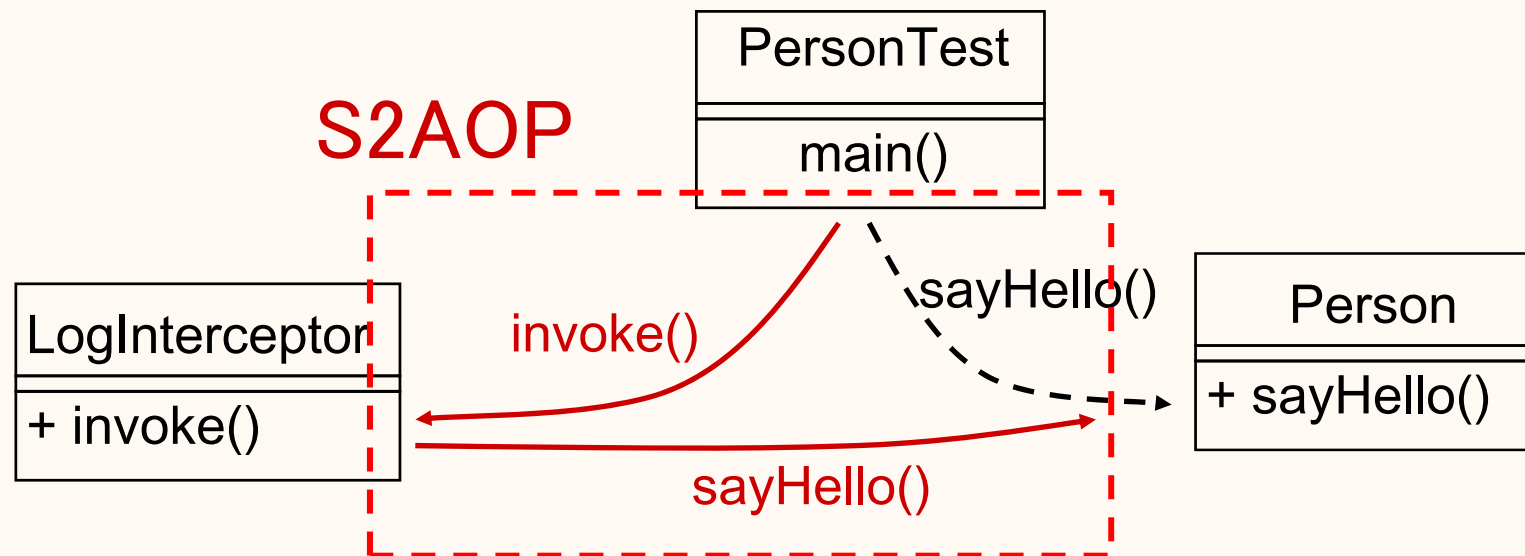 PersonTest
S2AOP
main()
sayHello()
Person
LogInterceptor
invoke()
+ sayHello()
+ invoke()
sayHello()